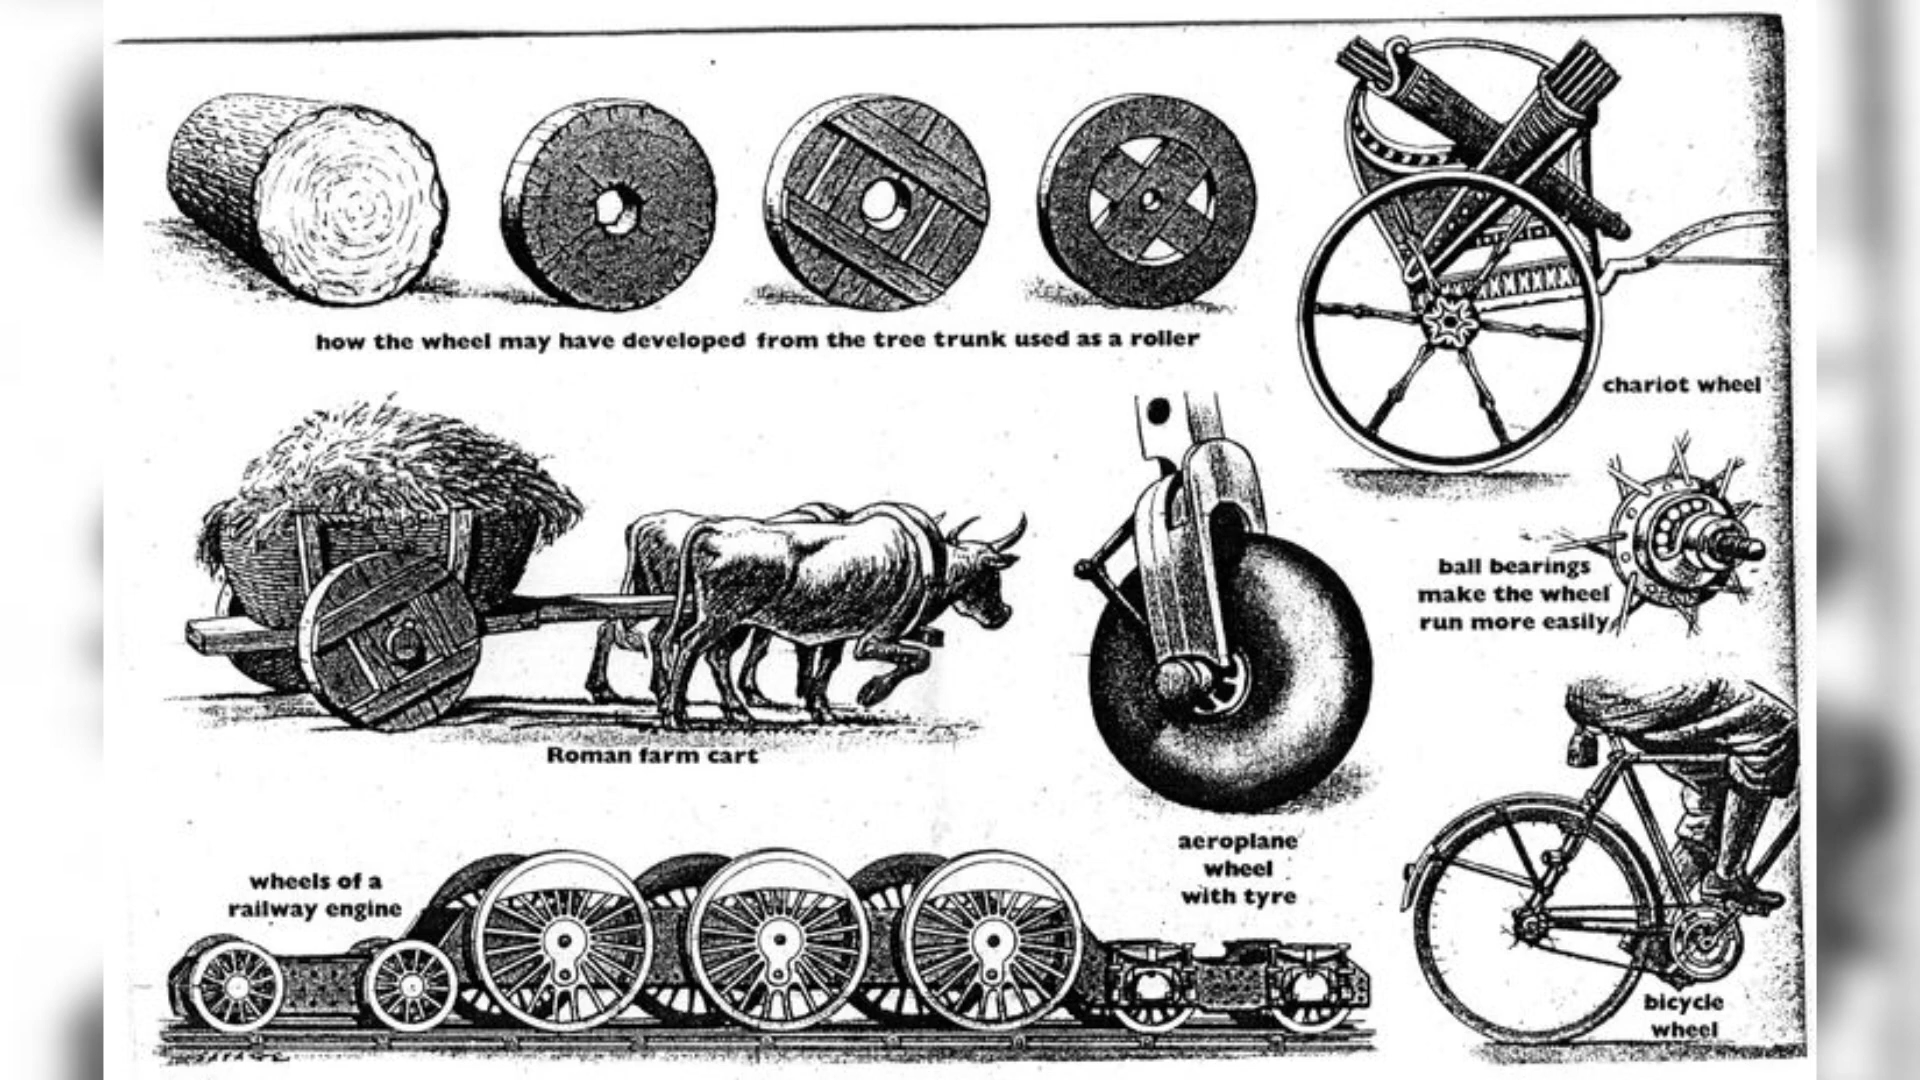 how the wheel may have developed from the tree trunk used as a roller
chariot wheel
ball bearings
make the wheel
run more easily
Roman farm cart
aeroplane
wheel
with tyre
wheels of a
railway engine
bicycle
wheel